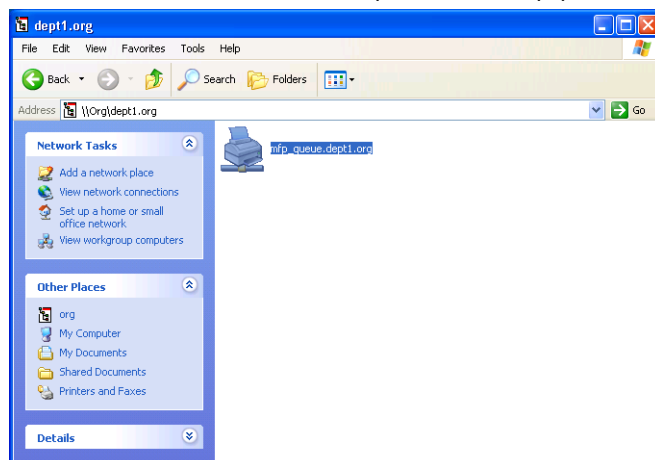 dept1.org
File Edit View Favorites Tools Help
Back Search Folders
Address \\Org\dept1.org Go
Network Tasks
Add a network place
View network connections
Set up a home or small
office network
View workgroup computers
mfp_queue.dept1.org
Other Places
org
My Computer
My Documents
Shared Documents
Printers and Faxes
Details